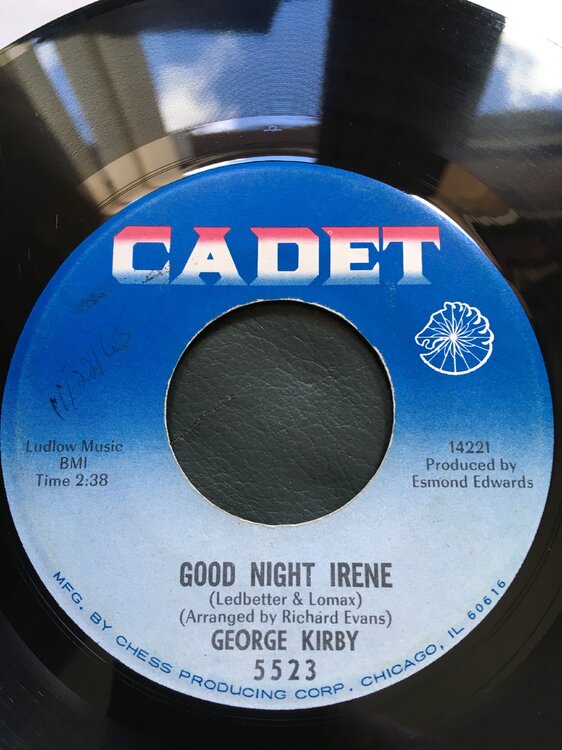 CADET
Ludlow Music
BMI
Time 2:38
14221
Produced by
Esmond Edwards
GOOD NIGHT IRENE
(Ledbetter & Lomax)
(Arranged by Richard Evans)
GEORGE KIRBY
5523
MFG. BY CHESS PRODUCING CORP. CHICAGO, IL 60616